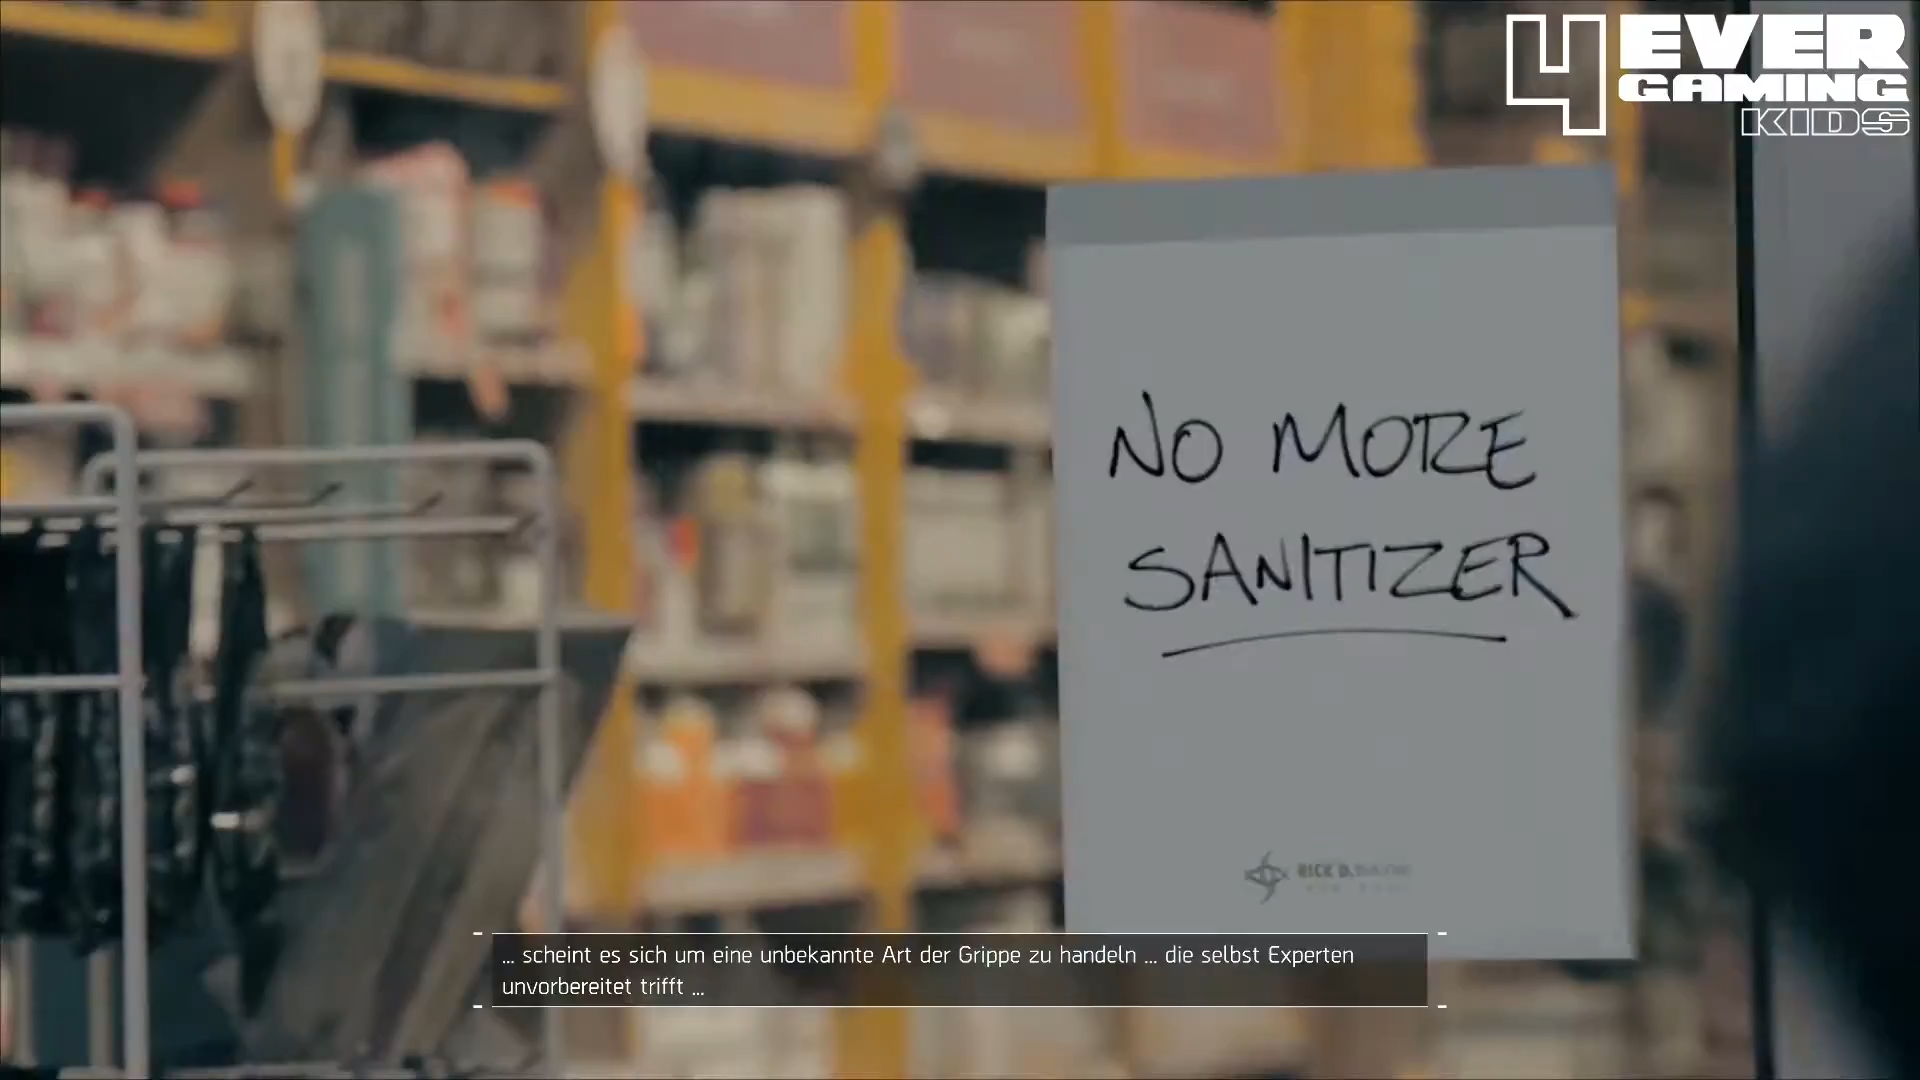 4EVER
GAMING
KIDS
NO MORE
SANITIZER
RICK D.
... scheint es sich um eine unbekannte Art der Grippe zu handeln ... die selbst Experten
unvorbereitet trifft ...